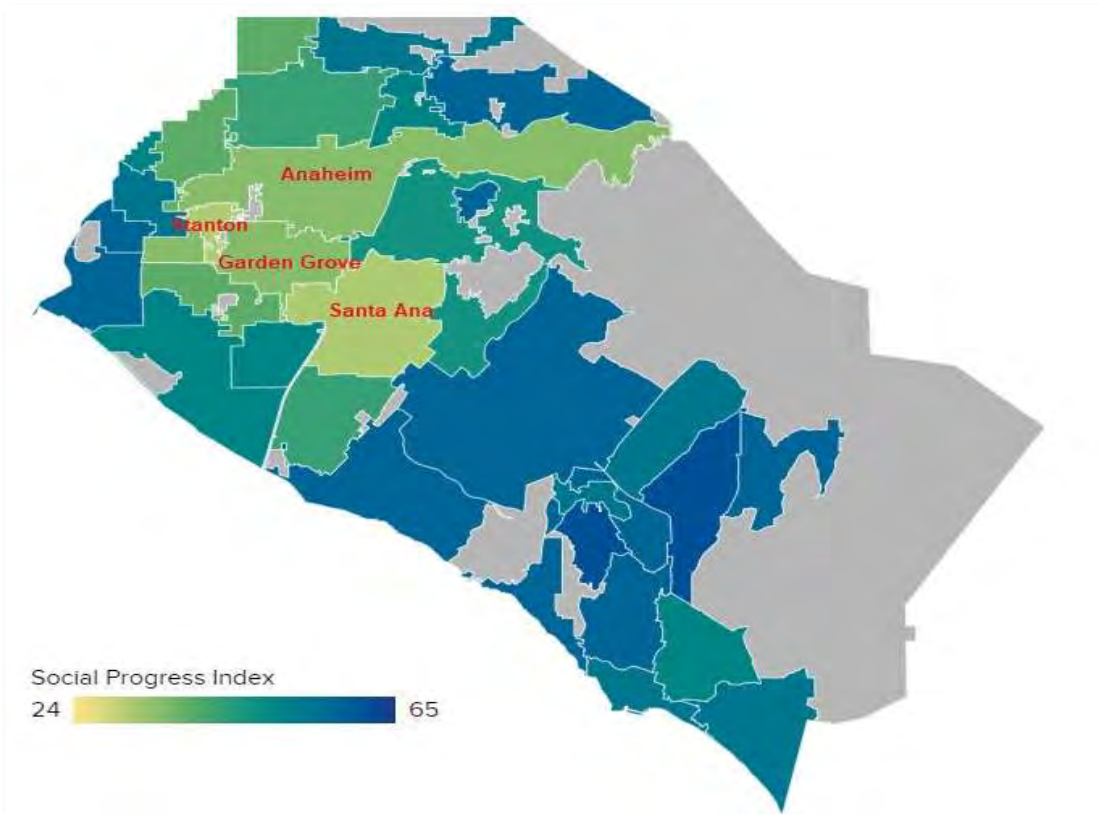 Anaheim
Stanton
Garden Grove
Santa Ana
Social Progress Index
24 65